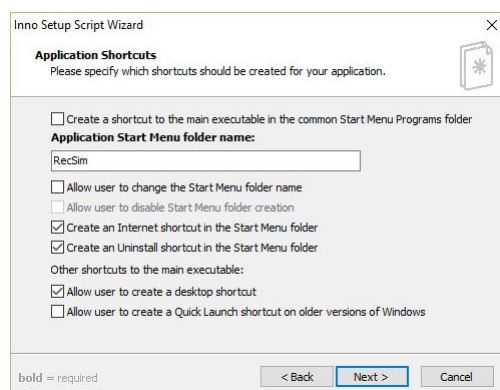 Inno Setup Script Wizard
Application Shortcuts
Please specify which shortcuts should be created for your application.
Create a shortcut to the main executable in the common Start Menu Programs folder
Application Start Menu folder name:
RecSim
Allow user to change the Start Menu folder name
Allow user to disable Start Menu folder creation
Create an Internet shortcut in the Start Menu folder
Create an Uninstall shortcut in the Start Menu folder
Other shortcuts to the main executable:
Allow user to create a desktop shortcut
Allow user to create a Quick Launch shortcut on older versions of Windows
bold = required
< Back
Next >
Cancel